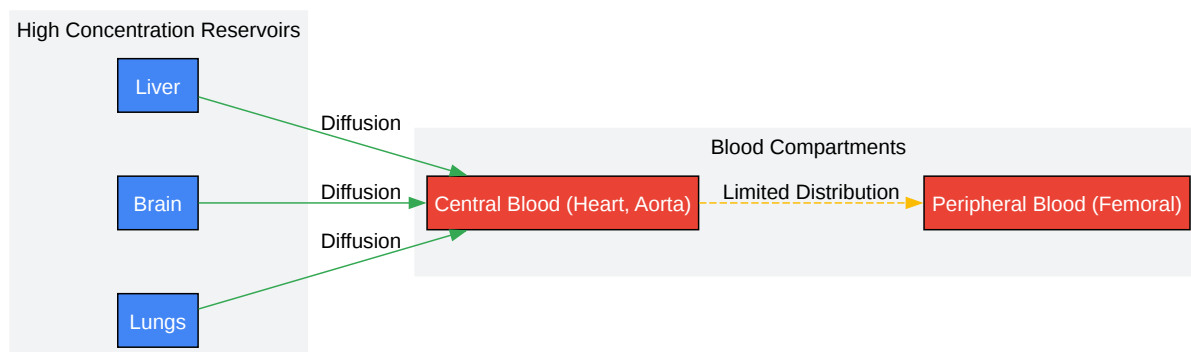 High Concentration Reservoirs
Liver
Diffusion
Blood Compartments
Brain
Diffusion
Central Blood (Heart, Aorta)
Limited Distribution
Peripheral Blood (Femoral)
Diffusion
Lungs